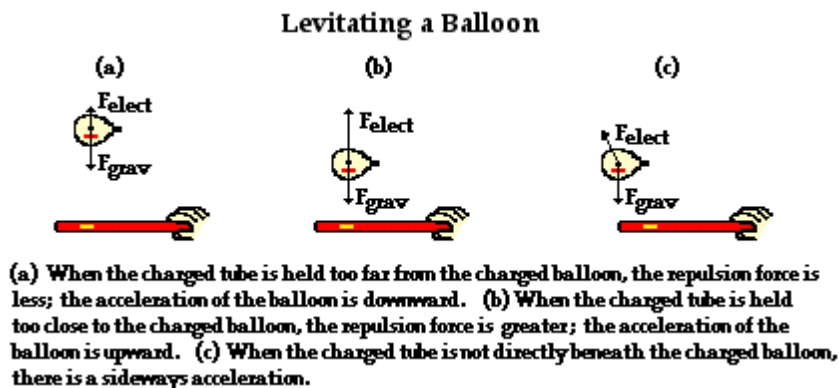 Levitating a Balloon
(a) (b) (c)
Felect Felect Felect
Fgrav Fgrav Fgrav
(a) When the charged tube is held too far from the charged balloon, the repulsion force is
less; the acceleration of the balloon is downward. (b) When the charged tube is held
too close to the charged balloon, the repulsion force is greater; the acceleration of the
balloon is upward. (c) When the charged tube is not directly beneath the charged balloon,
there is a sideways acceleration.